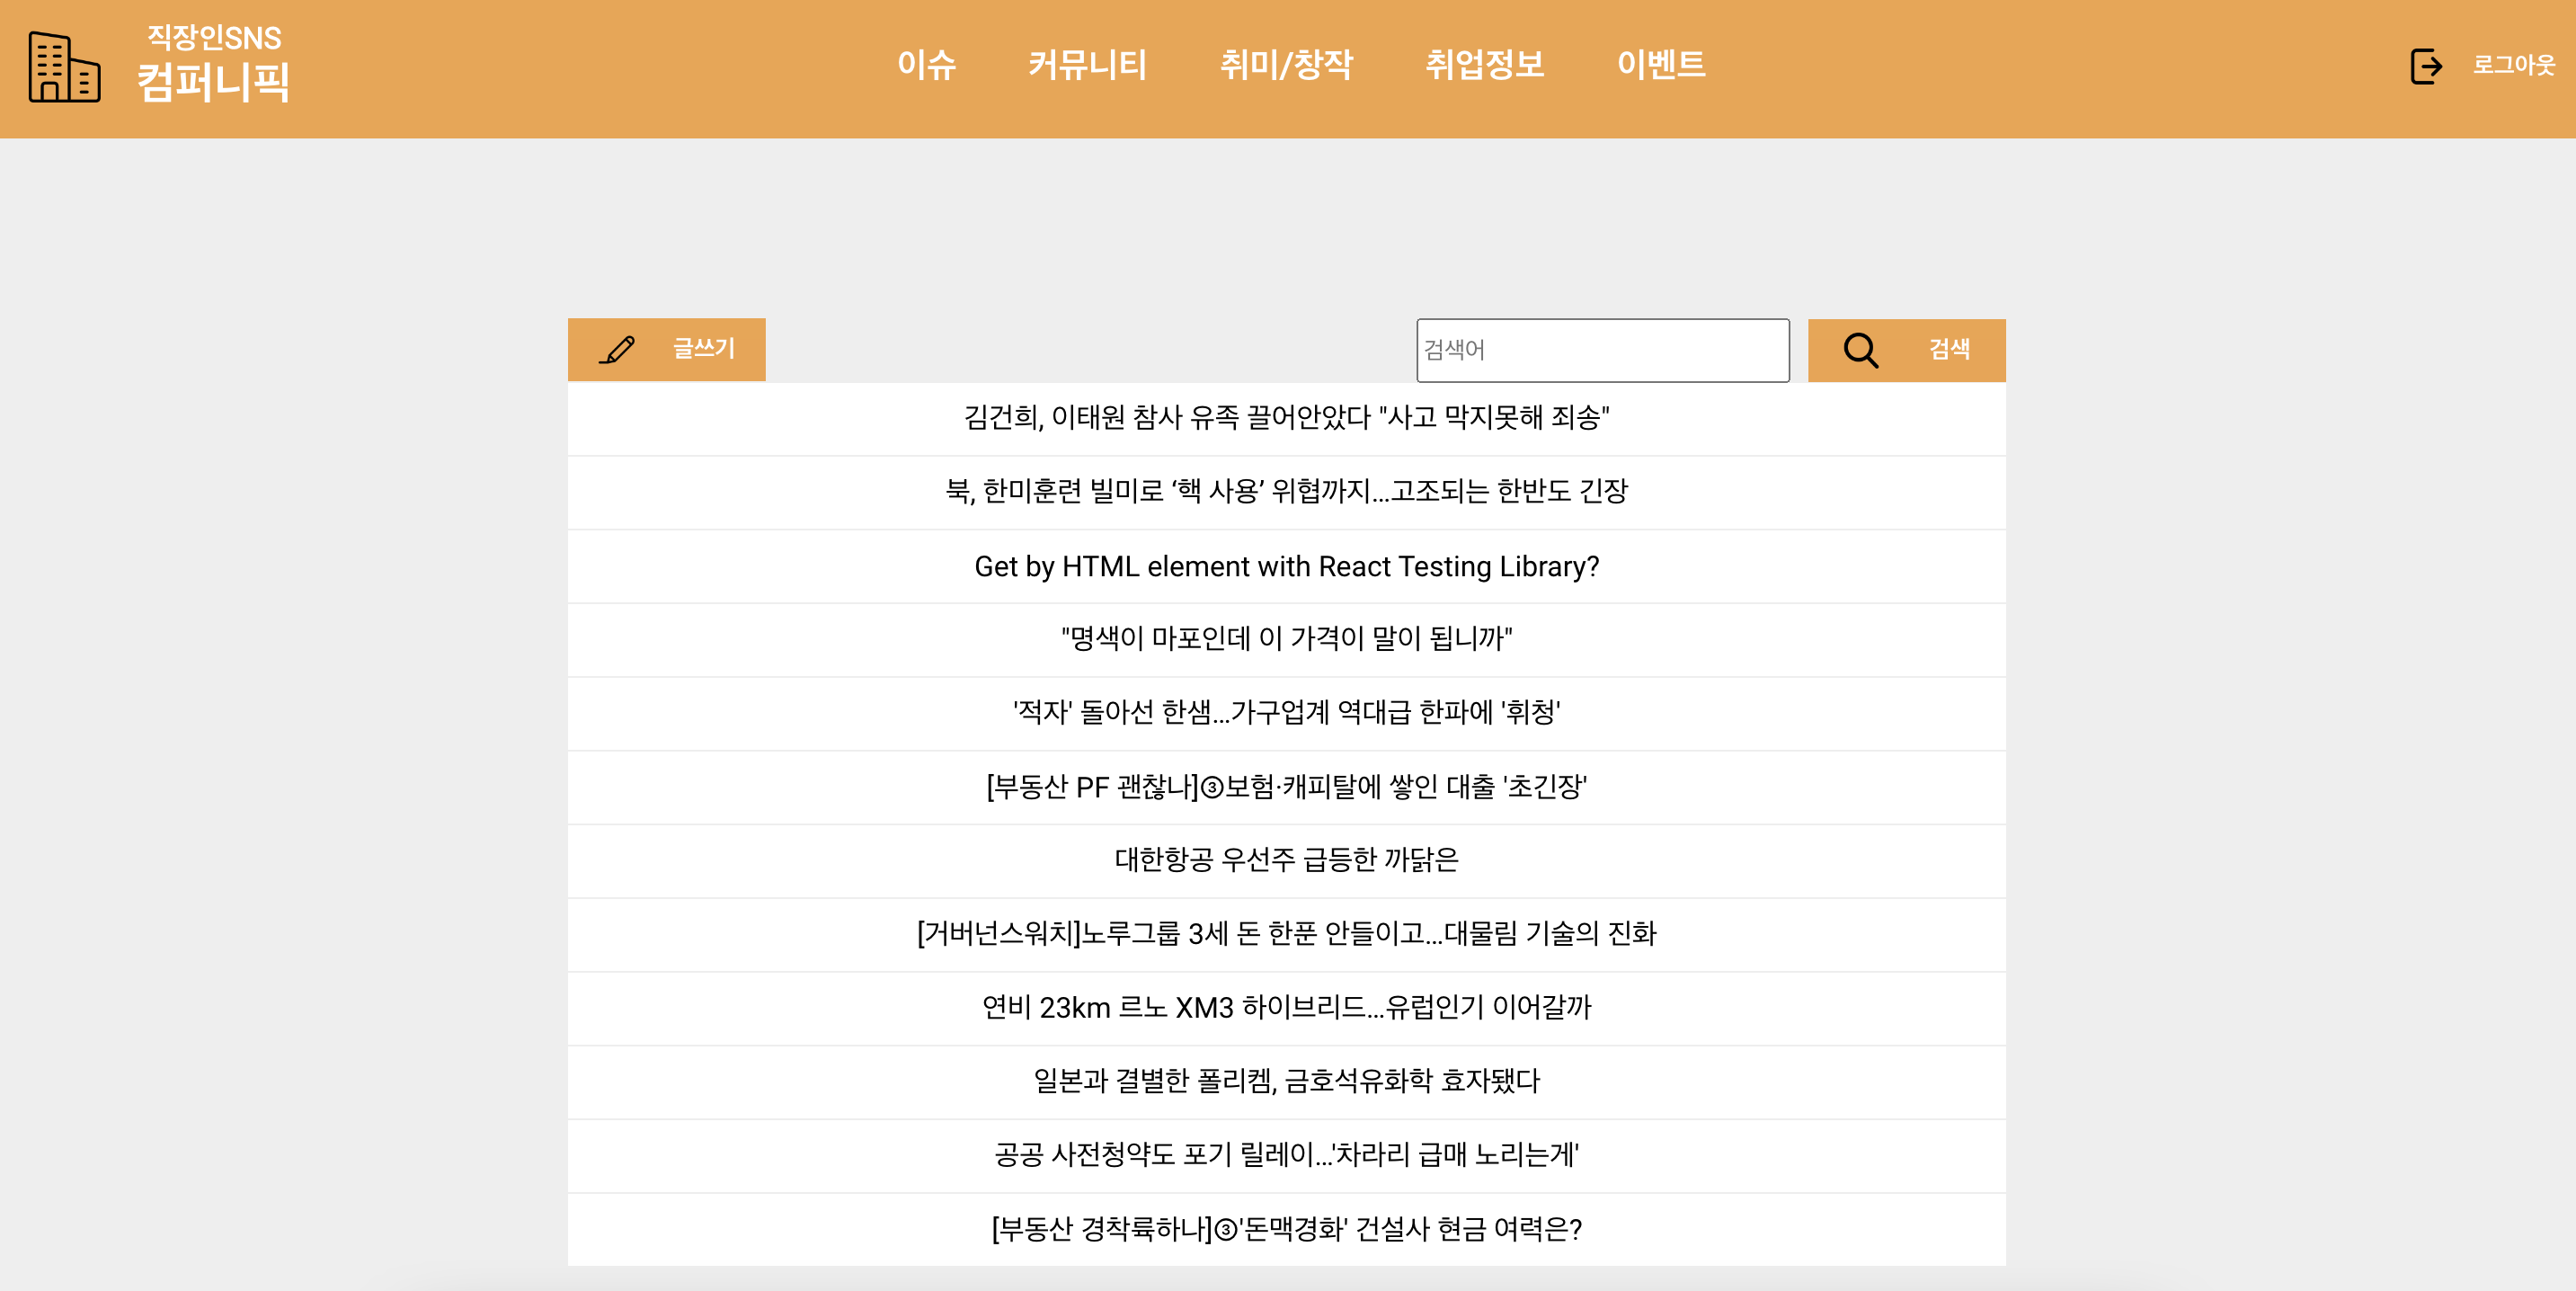 직장인SNS
컴퍼니픽
이슈 커뮤니티 취미/창작 취업정보 이벤트
로그아웃
글쓰기
검색어
검색
김건희, 이태원 참사 유족 끌어안았다 "사고 막지못해 죄송"
북, 한미훈련 빌미로 ‘핵 사용’ 위협까지...고조되는 한반도 긴장
Get by HTML element with React Testing Library?
"명색이 마포인데 이 가격이 말이 됩니까"
'적자' 돌아선 한샘...가구업계 역대급 한파에 '휘청'
[부동산 PF 괜찮나]③보험·캐피탈에 쌓인 대출 '초긴장'
대한항공 우선주 급등한 까닭은
[거버넌스워치]노루그룹 3세 돈 한푼 안들이고...대물림 기술의 진화
연비 23km 르노 XM3 하이브리드...유럽인기 이어갈까
일본과 결별한 폴리켐, 금호석유화학 효자됐다
공공 사전청약도 포기 릴레이...'차라리 급매 노리는게'
[부동산 경착륙하나]③'돈맥경화' 건설사 현금 여력은?